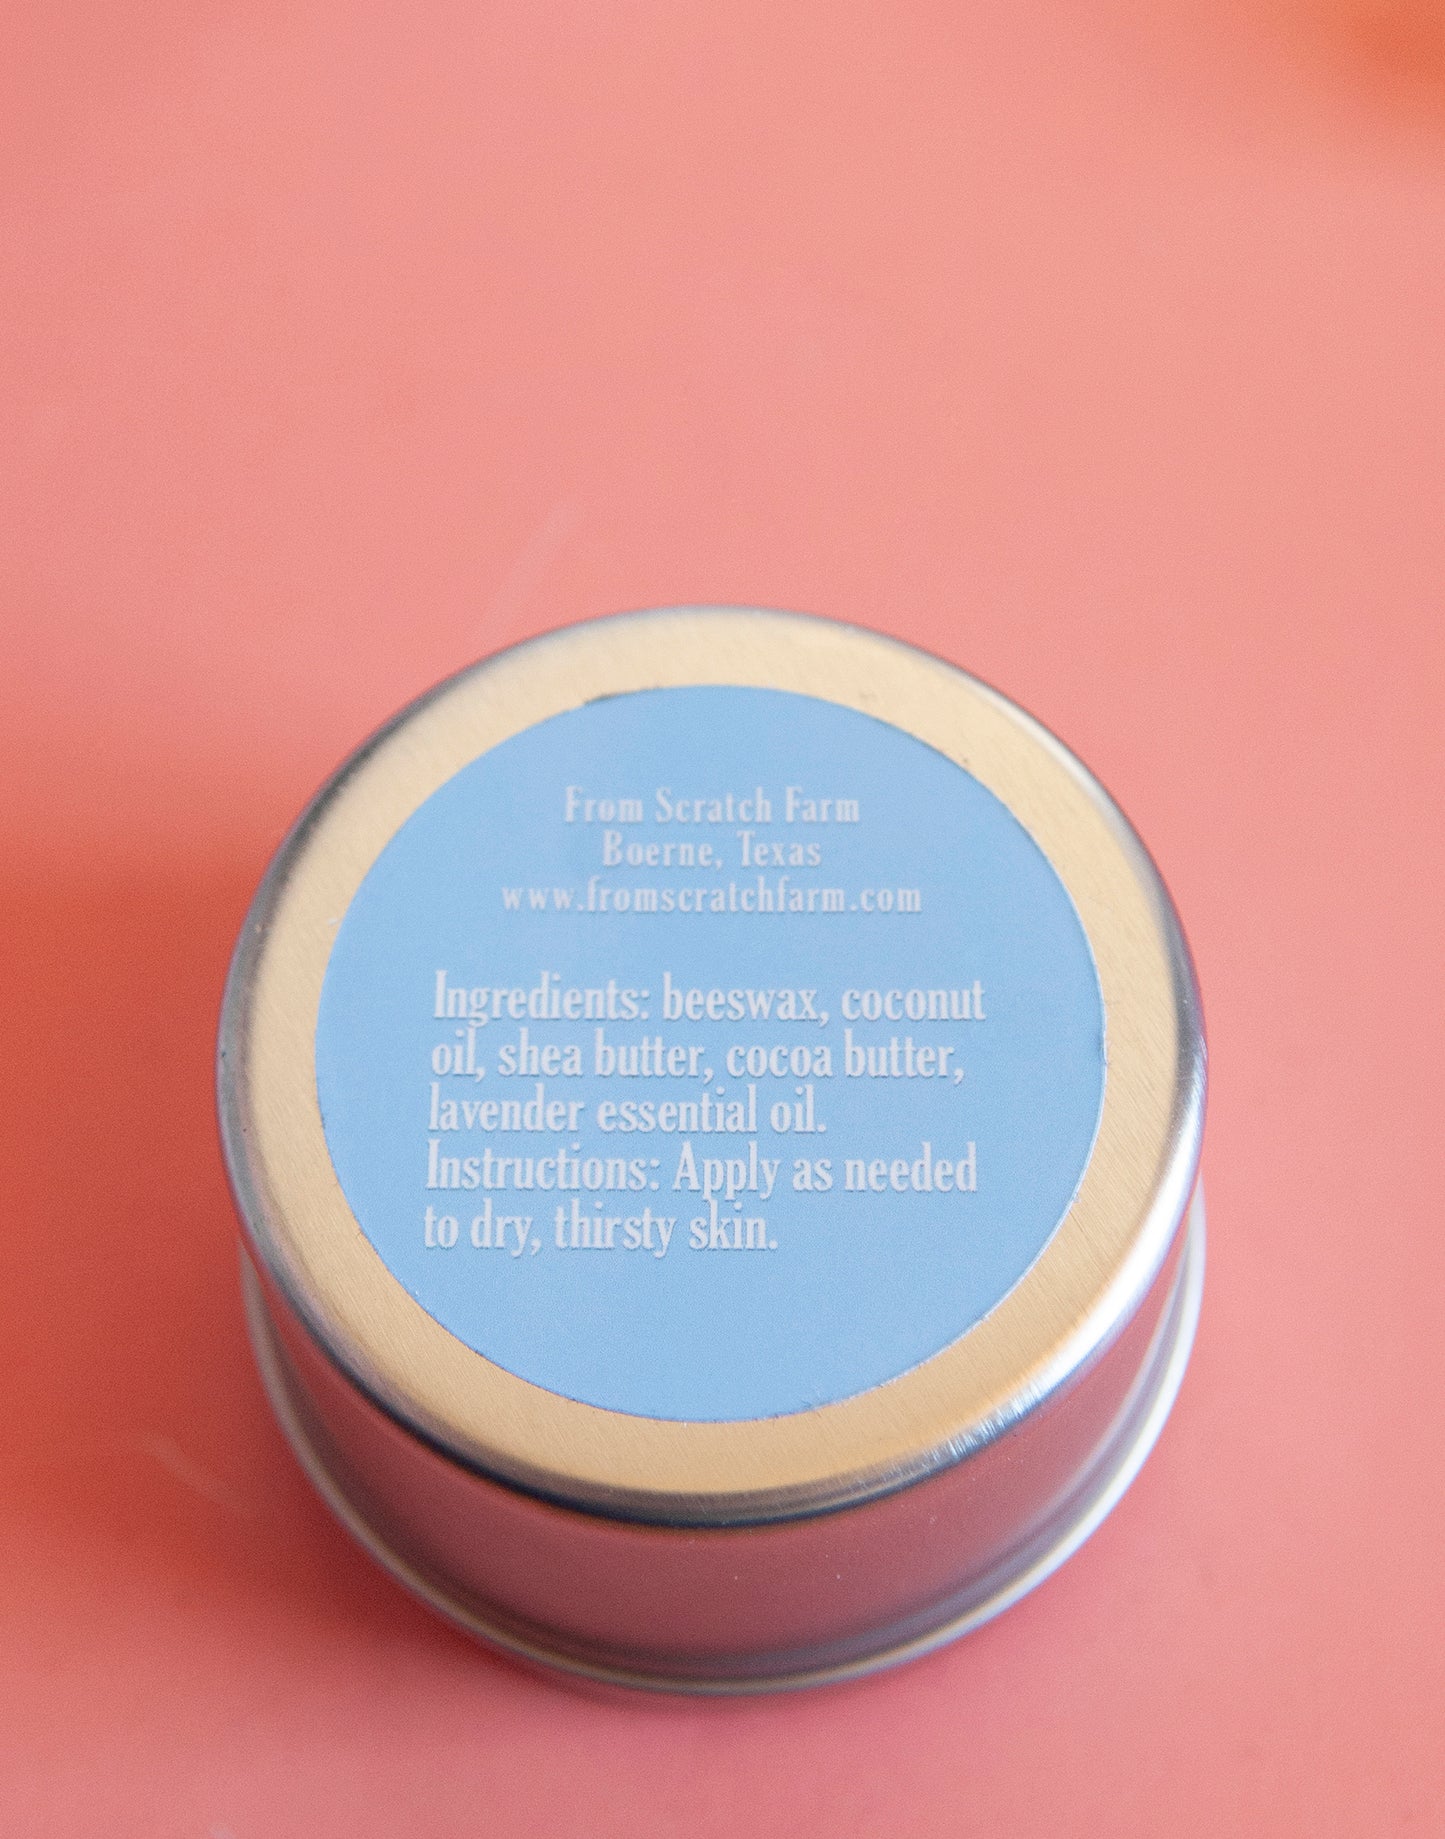 From Scratch Farm
Boerne, Texas
www.fromscratchfarm.com
Ingredients: beeswax, coconut
oil, shea butter, cocoa butter,
lavender essential oil.
Instructions: Apply as needed
to dry, thirsty skin.